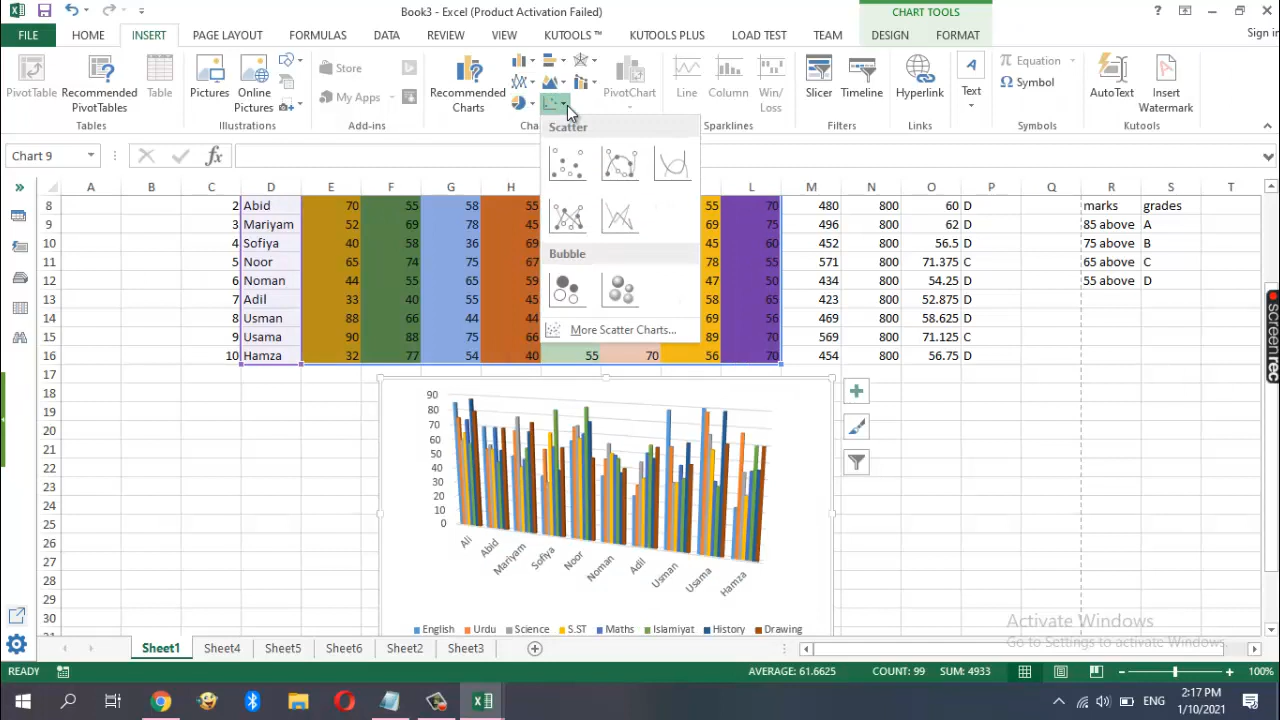 Book3 - Excel (Product Activation Failed)
CHART TOOLS
?
FILE HOME INSERT PAGE LAYOUT FORMULAS DATA REVIEW VIEW KUTOOLS ™ KUTOOLS PLUS LOAD TEST TEAM DESIGN FORMAT Sign in
PivotTable Recommended PivotTables Table
Pictures Online Pictures
Store
My Apps
Recommended Charts
PivotChart
Line Column Win/Loss
Slicer Timeline
Hyperlink
Text
Equation
Symbol
AutoText Insert Watermark
Tables Illustrations Add-ins Cha Sparklines Filters Links Symbols Kutools
Scatter
Bubble
More Scatter Charts...
Chart 9 fx
A B C D E F G H L M N O P Q R S T
8 2 Abid 70 55 58 55 55 70 480 800 60 D marks grades
9 3 Mariyam 52 69 78 45 69 75 496 800 62 D 85 above A
10 4 Sofiya 40 58 36 69 45 60 452 800 56.5 D 75 above B
11 5 Noor 65 74 75 67 78 55 571 800 71.375 C 65 above C
12 6 Noman 44 55 65 59 47 50 434 800 54.25 D 55 above D
13 7 Adil 33 40 55 45 58 65 423 800 52.875 D
14 8 Usman 88 66 44 44 69 56 469 800 58.625 D
15 9 Usama 90 88 75 66 89 70 569 800 71.125 C
16 10 Hamza 32 77 54 40 55 70 56 70 454 800 56.75 D
17
18
19
20
21
22
23
24
25
26
27
28
29
30
90
80
70
60
50
40
30
20
10
0
Ali Abid Mariyam Sofiya Noor Noman Adil Usman Usama Hamza
English Urdu Science S.ST Maths Islamiyat History Drawing
screenrec
Activate Windows
Go to Settings to activate Windows.
Sheet1 Sheet4 Sheet5 Sheet6 Sheet2 Sheet3
READY AVERAGE: 61.6625 COUNT: 99 SUM: 4933 100%
ENG
2:17 PM
1/10/2021